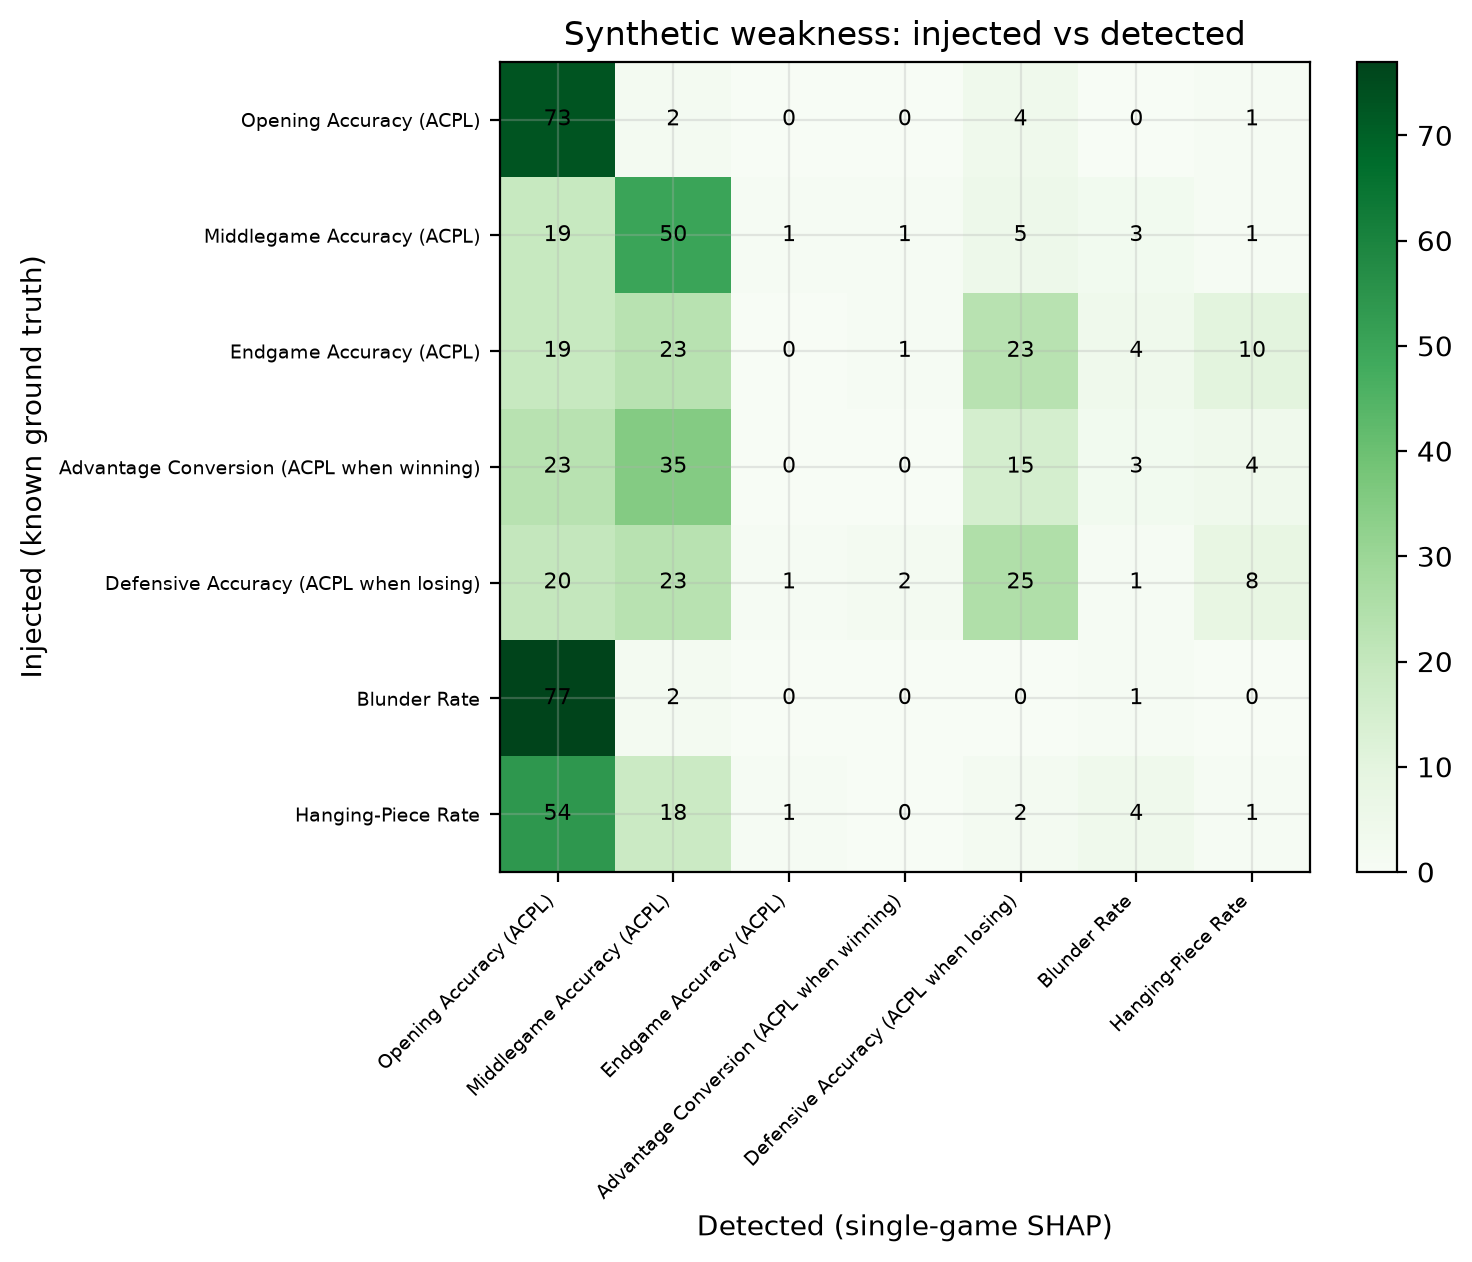 Synthetic weakness: injected vs detected
Injected (known ground truth)
Opening Accuracy (ACPL) 73 2 0 0 4 0 1
Middlegame Accuracy (ACPL) 19 50 1 1 5 3 1
Endgame Accuracy (ACPL) 19 23 0 1 23 4 10
Advantage Conversion (ACPL when winning) 23 35 0 0 15 3 4
Defensive Accuracy (ACPL when losing) 20 23 1 2 25 1 8
Blunder Rate 77 2 0 0 0 1 0
Hanging-Piece Rate 54 18 1 0 2 4 1
Opening Accuracy (ACPL)
Middlegame Accuracy (ACPL)
Endgame Accuracy (ACPL)
Advantage Conversion (ACPL when winning)
Defensive Accuracy (ACPL when losing)
Blunder Rate
Hanging-Piece Rate
Detected (single-game SHAP)
70
60
50
40
30
20
10
0